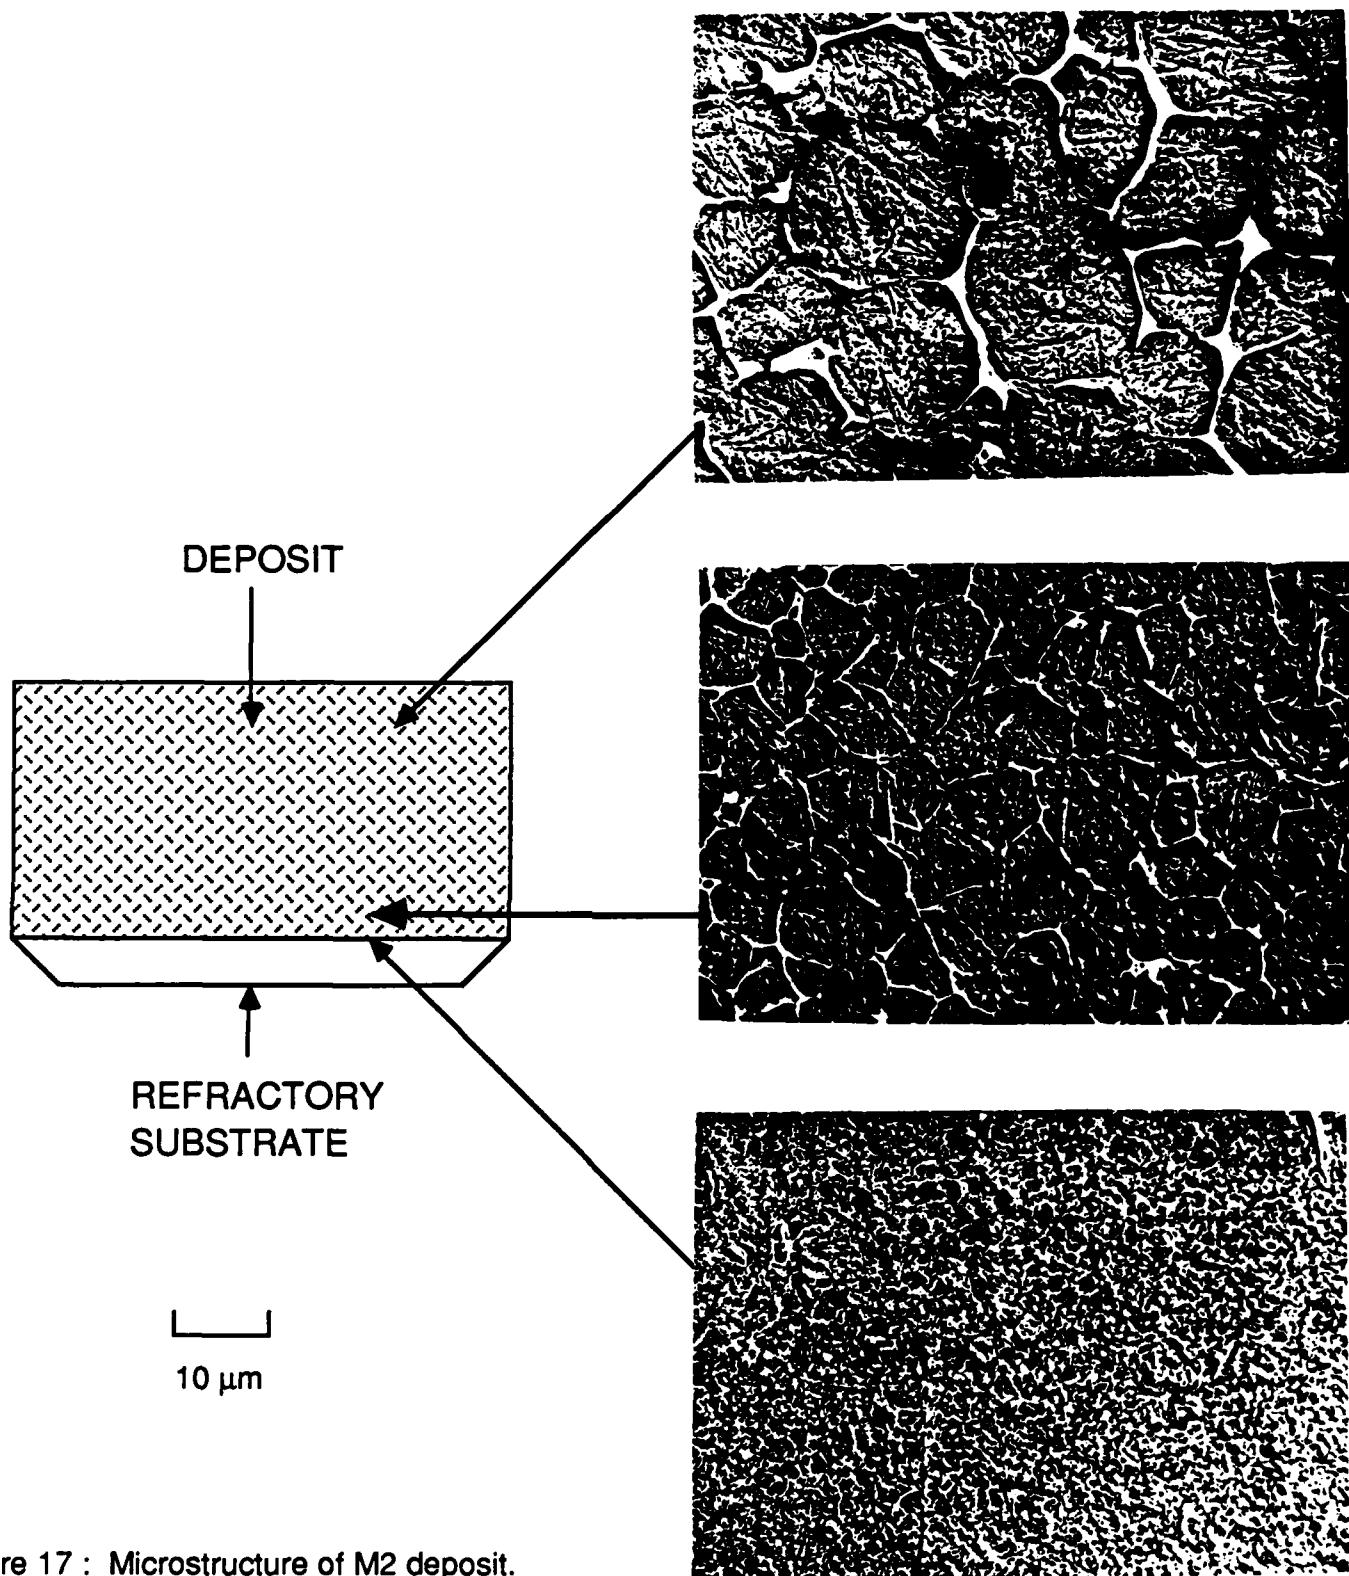 DEPOSIT
REFRACTORY
SUBSTRATE
10 μm
re 17 : Microstructure of M2 deposit.